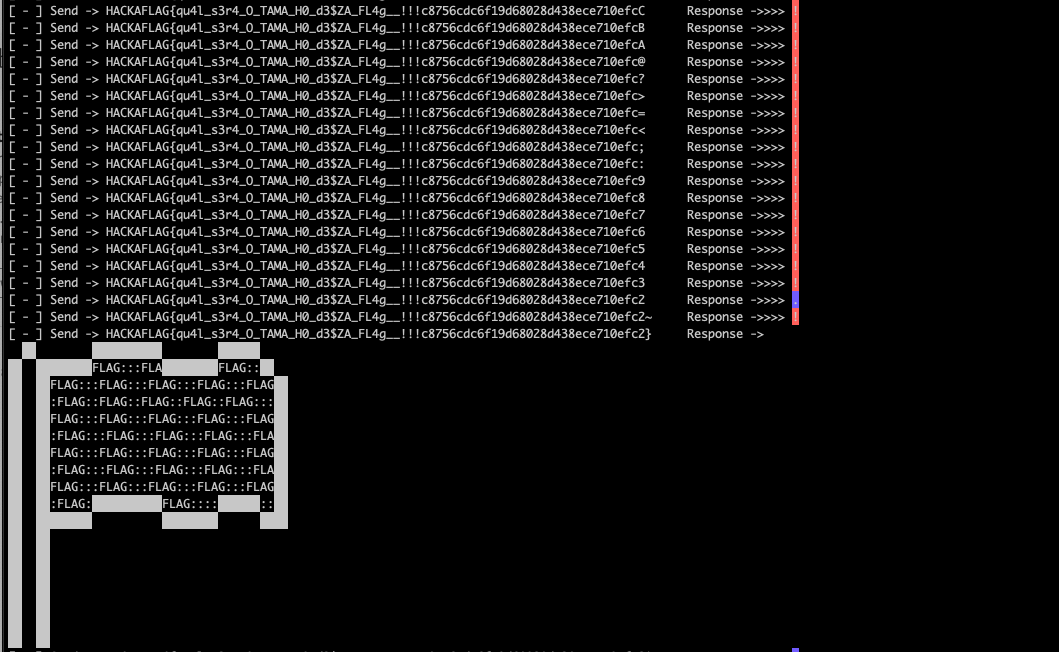 [ - ] Send -> HACKAFLAG{qu4l_s3r4_O_TAMA_H0_d3$ZA_FL4g__!!!c8756cdc6f19d68028d438ece710efcC Response ->>>> !
[ - ] Send -> HACKAFLAG{qu4l_s3r4_O_TAMA_H0_d3$ZA_FL4g__!!!c8756cdc6f19d68028d438ece710efcB Response ->>>> !
[ - ] Send -> HACKAFLAG{qu4l_s3r4_O_TAMA_H0_d3$ZA_FL4g__!!!c8756cdc6f19d68028d438ece710efcA Response ->>>> !
[ - ] Send -> HACKAFLAG{qu4l_s3r4_O_TAMA_H0_d3$ZA_FL4g__!!!c8756cdc6f19d68028d438ece710efc@ Response ->>>> !
[ - ] Send -> HACKAFLAG{qu4l_s3r4_O_TAMA_H0_d3$ZA_FL4g__!!!c8756cdc6f19d68028d438ece710efc? Response ->>>> !
[ - ] Send -> HACKAFLAG{qu4l_s3r4_O_TAMA_H0_d3$ZA_FL4g__!!!c8756cdc6f19d68028d438ece710efc> Response ->>>> !
[ - ] Send -> HACKAFLAG{qu4l_s3r4_O_TAMA_H0_d3$ZA_FL4g__!!!c8756cdc6f19d68028d438ece710efc= Response ->>>> !
[ - ] Send -> HACKAFLAG{qu4l_s3r4_O_TAMA_H0_d3$ZA_FL4g__!!!c8756cdc6f19d68028d438ece710efc< Response ->>>> !
[ - ] Send -> HACKAFLAG{qu4l_s3r4_O_TAMA_H0_d3$ZA_FL4g__!!!c8756cdc6f19d68028d438ece710efc; Response ->>>> !
[ - ] Send -> HACKAFLAG{qu4l_s3r4_O_TAMA_H0_d3$ZA_FL4g__!!!c8756cdc6f19d68028d438ece710efc: Response ->>>> !
[ - ] Send -> HACKAFLAG{qu4l_s3r4_O_TAMA_H0_d3$ZA_FL4g__!!!c8756cdc6f19d68028d438ece710efc9 Response ->>>> !
[ - ] Send -> HACKAFLAG{qu4l_s3r4_O_TAMA_H0_d3$ZA_FL4g__!!!c8756cdc6f19d68028d438ece710efc8 Response ->>>> !
[ - ] Send -> HACKAFLAG{qu4l_s3r4_O_TAMA_H0_d3$ZA_FL4g__!!!c8756cdc6f19d68028d438ece710efc7 Response ->>>> !
[ - ] Send -> HACKAFLAG{qu4l_s3r4_O_TAMA_H0_d3$ZA_FL4g__!!!c8756cdc6f19d68028d438ece710efc6 Response ->>>> !
[ - ] Send -> HACKAFLAG{qu4l_s3r4_O_TAMA_H0_d3$ZA_FL4g__!!!c8756cdc6f19d68028d438ece710efc5 Response ->>>> !
[ - ] Send -> HACKAFLAG{qu4l_s3r4_O_TAMA_H0_d3$ZA_FL4g__!!!c8756cdc6f19d68028d438ece710efc4 Response ->>>> !
[ - ] Send -> HACKAFLAG{qu4l_s3r4_O_TAMA_H0_d3$ZA_FL4g__!!!c8756cdc6f19d68028d438ece710efc3 Response ->>>> !
[ - ] Send -> HACKAFLAG{qu4l_s3r4_O_TAMA_H0_d3$ZA_FL4g__!!!c8756cdc6f19d68028d438ece710efc2 Response ->>>> .
[ - ] Send -> HACKAFLAG{qu4l_s3r4_O_TAMA_H0_d3$ZA_FL4g__!!!c8756cdc6f19d68028d438ece710efc2~ Response ->>>> !
[ - ] Send -> HACKAFLAG{qu4l_s3r4_O_TAMA_H0_d3$ZA_FL4g__!!!c8756cdc6f19d68028d438ece710efc2} Response ->
FLAG:::FLA FLAG::
FLAG:::FLAG:::FLAG:::FLAG:::FLAG
:FLAG::FLAG::FLAG::FLAG::FLAG:::
FLAG:::FLAG:::FLAG:::FLAG:::FLAG
:FLAG:::FLAG:::FLAG:::FLAG:::FLA
FLAG:::FLAG:::FLAG:::FLAG:::FLAG
:FLAG:::FLAG:::FLAG:::FLAG:::FLA
FLAG:::FLAG:::FLAG:::FLAG:::FLAG
:FLAG: FLAG:::: ::